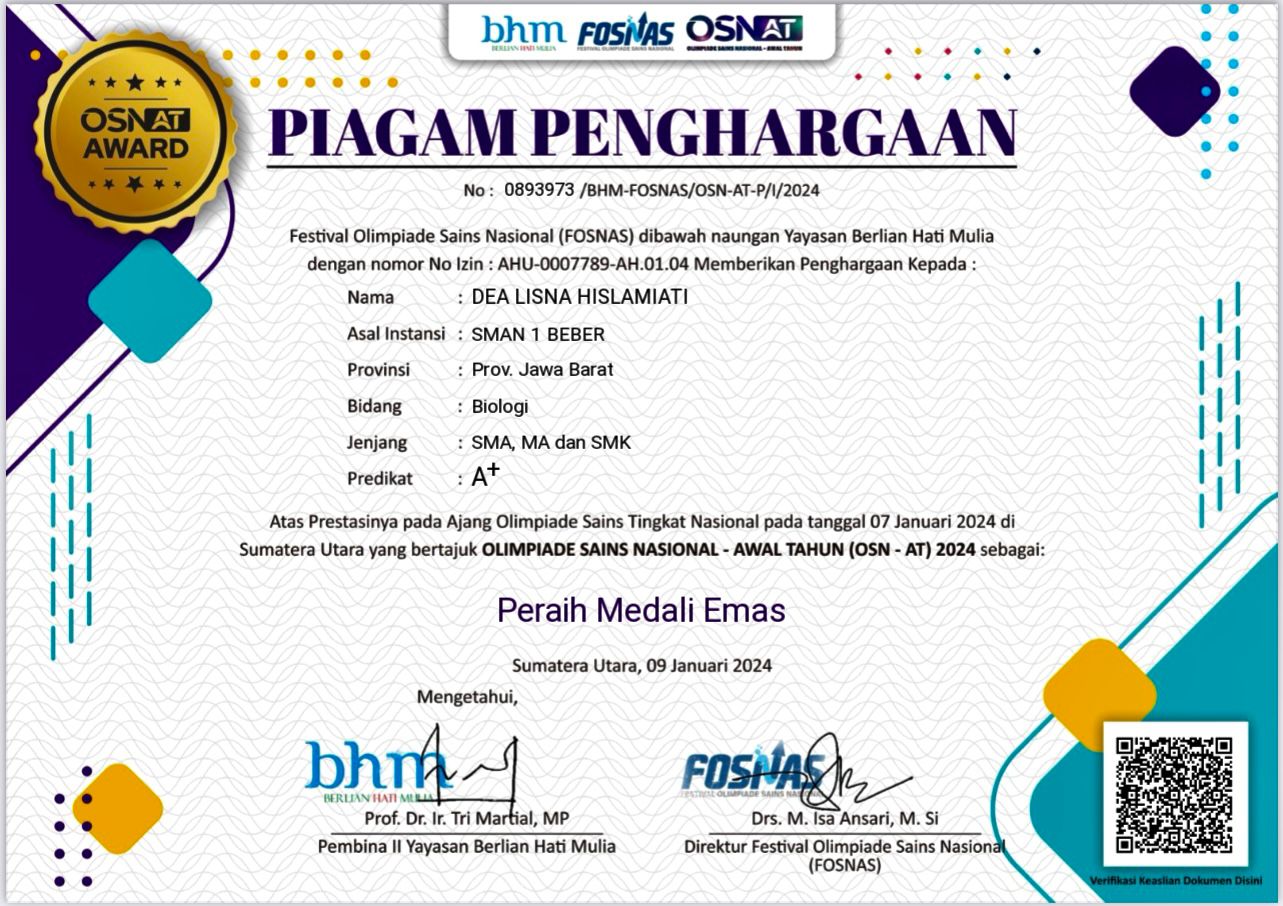 bhm FOSNAS OSNAT
BERLIAN HATI MULIA FESTIVAL OLIMPIADE SAINS NASIONAL OLIMPIADE SAINS NASIONAL - AWAL TAHUN
OSNAT
AWARD
PIAGAM PENGHARGAAN
No : 0893973 /BHM-FOSNAS/OSN-AT-P/I/2024
Festival Olimpiade Sains Nasional (FOSNAS) dibawah naungan Yayasan Berlian Hati Mulia
dengan nomor No Izin : AHU-0007789-AH.01.04 Memberikan Penghargaan Kepada :
Nama : DEA LISNA HISLAMIATI
Asal Instansi : SMAN 1 BEBER
Provinsi : Prov. Jawa Barat
Bidang : Biologi
Jenjang : SMA, MA dan SMK
Predikat : A+
Atas Prestasinya pada Ajang Olimpiade Sains Tingkat Nasional pada tanggal 07 Januari 2024 di
Sumatera Utara yang bertajuk OLIMPIADE SAINS NASIONAL - AWAL TAHUN (OSN - AT) 2024 sebagai:
Peraih Medali Emas
Sumatera Utara, 09 Januari 2024
Mengetahui,
bhm FOSNAS
BERLIAN HATI MULIA FESTIVAL OLIMPIADE SAINS NASIONAL
Prof. Dr. Ir. Tri Martial, MP Drs. M. Isa Ansari, M. Si
Pembina II Yayasan Berlian Hati Mulia Direktur Festival Olimpiade Sains Nasional
(FOSNAS)
Verifikasi Keaslian Dokumen Disini